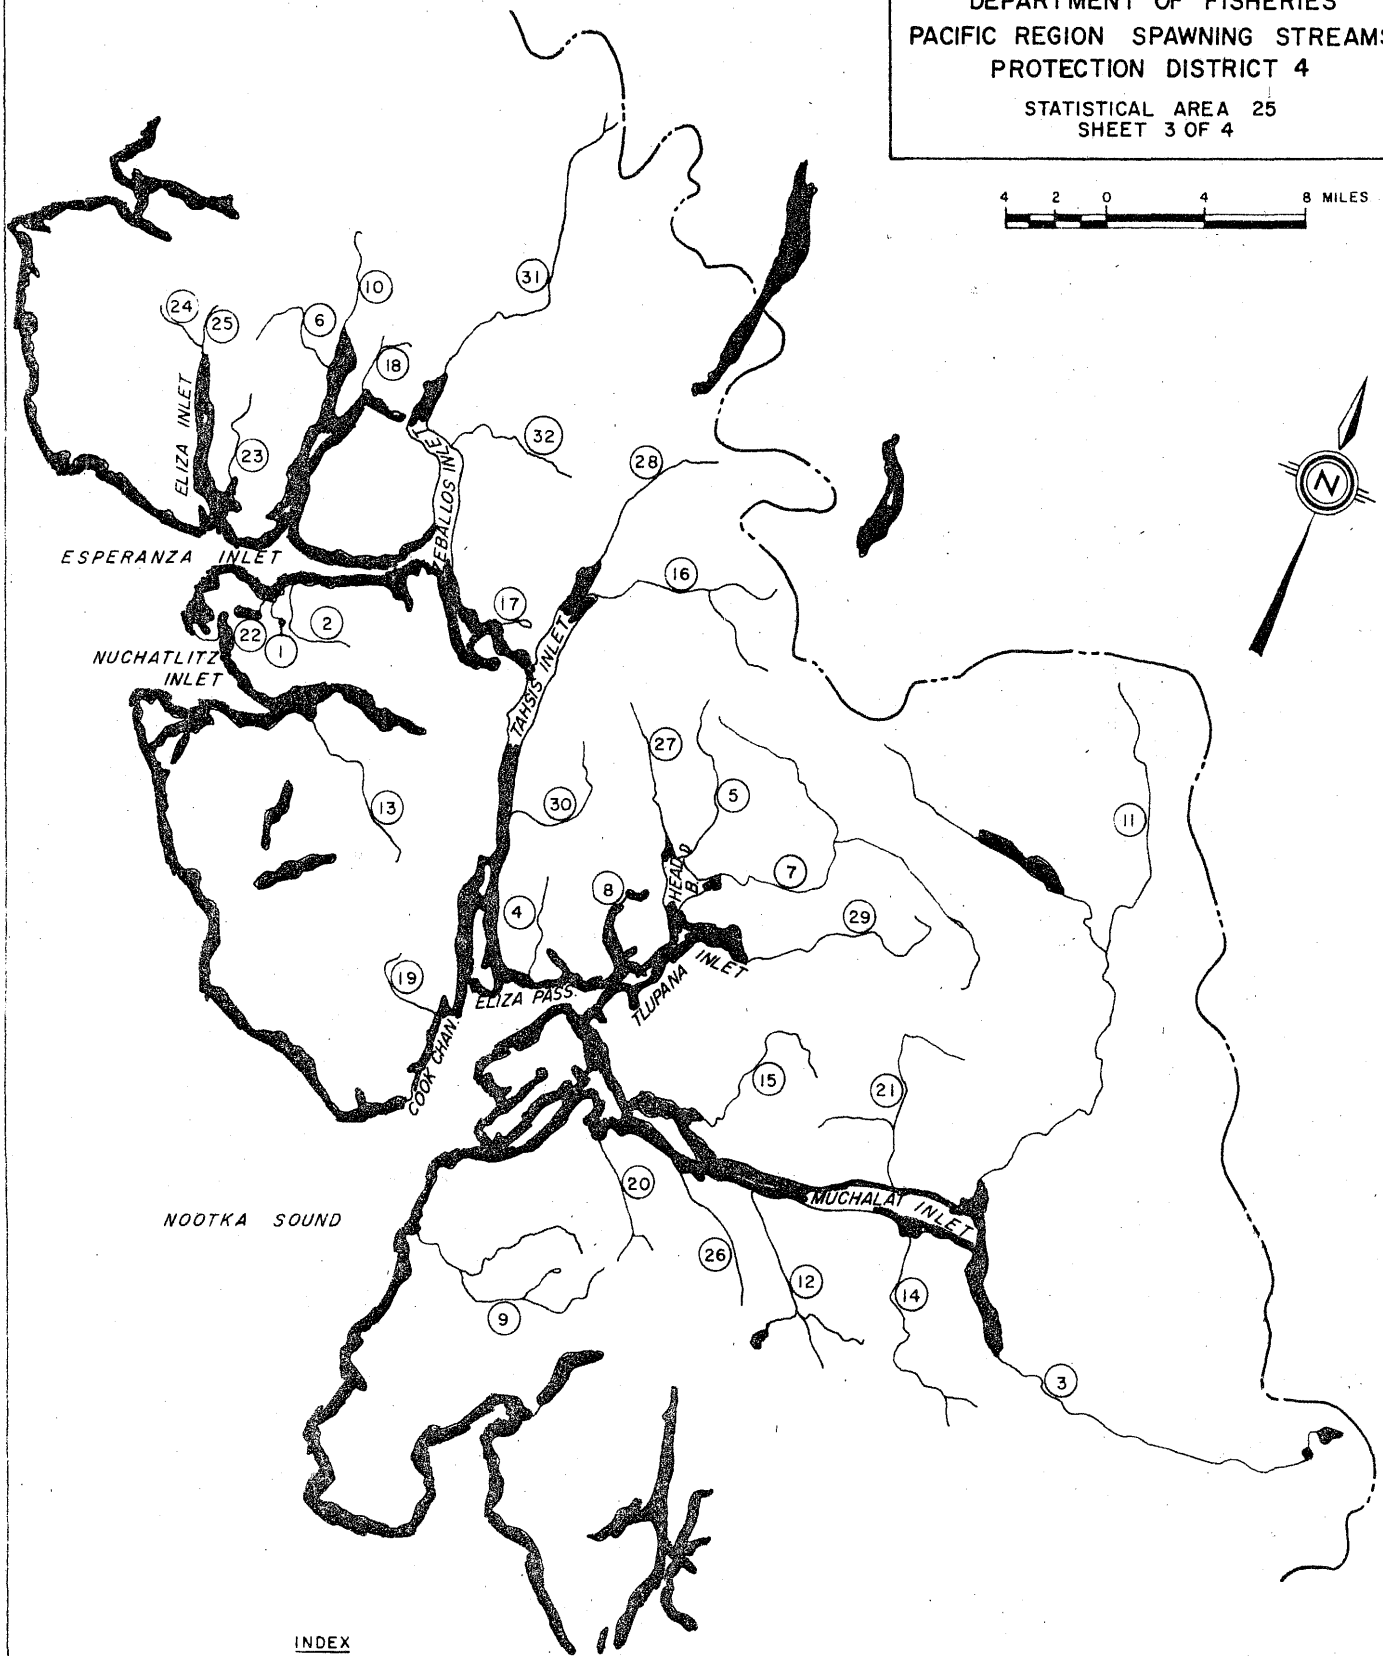 DEPARTMENT OF FISHERIES
PACIFIC REGION SPAWNING STREAMS
PROTECTION DISTRICT 4
STATISTICAL AREA 25
SHEET 3 OF 4
4 2 0 4 8 MILES
31
10
24
6
25
18
ELIZA INLET
N
32
23
28
ZEBALLOS INLET
ESPERANZA INLET
16
17
2
22
1
NUCHATLITZ
INLET
TAHSIS INLET
27
5
30
13
11
HEAD
B.
7
8
4
29
19
TLUPANA INLET
ELIZA PASS.
COOK CHAN.
15
21
20
MUCHALAT INLET
NOOTKA SOUND
26
12
14
9
3
INDEX